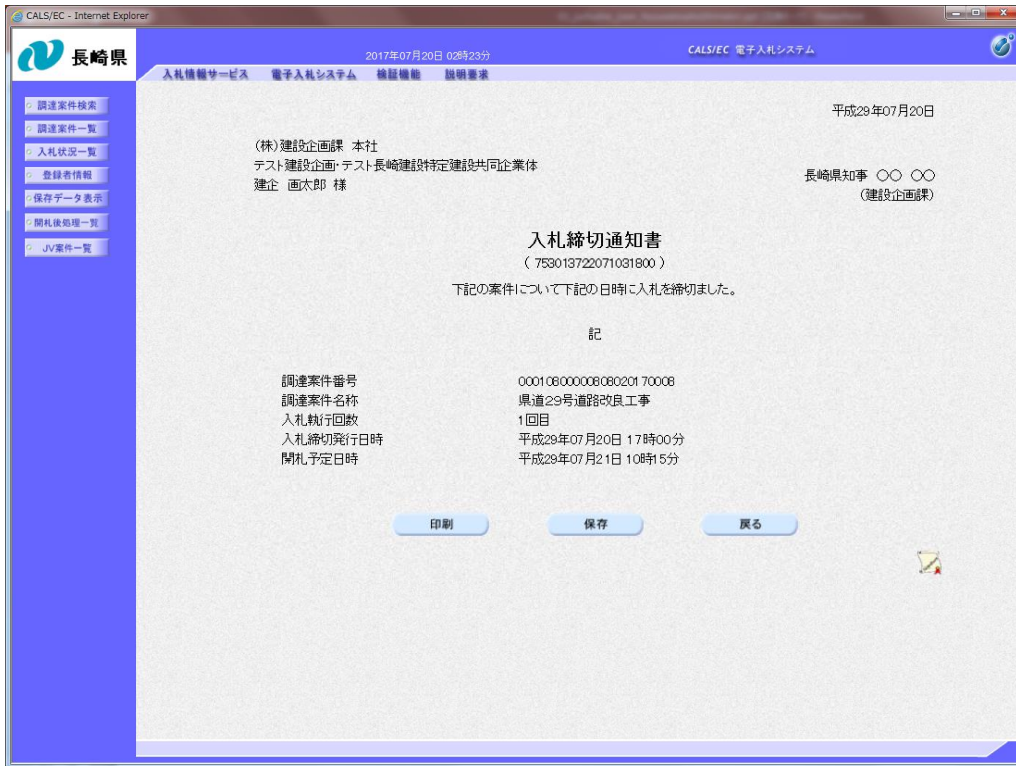 CALS/EC - Internet Explorer
長崎県
2017年07月20日 02時23分
CALS/EC 電子入札システム
入札情報サービス 電子入札システム 検証機能 説明要求
調達案件検索
調達案件一覧
入札状況一覧
登録者情報
保存データ表示
開札後処理一覧
JV案件一覧
平成29年07月20日
(株)建設企画課 本社
テスト建設企画・テスト長崎建設特定建設共同企業体
建企 画太郎 様
長崎県知事 〇〇 〇〇
(建設企画課)
入札締切通知書
( 753013722071031800 )
下記の案件について下記の日時に入札を締切ました。
記
調達案件番号 00010800000808020170008
調達案件名称 県道29号道路改良工事
入札執行回数 1回目
入札締切発行日時 平成29年07月20日 17時00分
開札予定日時 平成29年07月21日 10時15分
印刷 保存 戻る